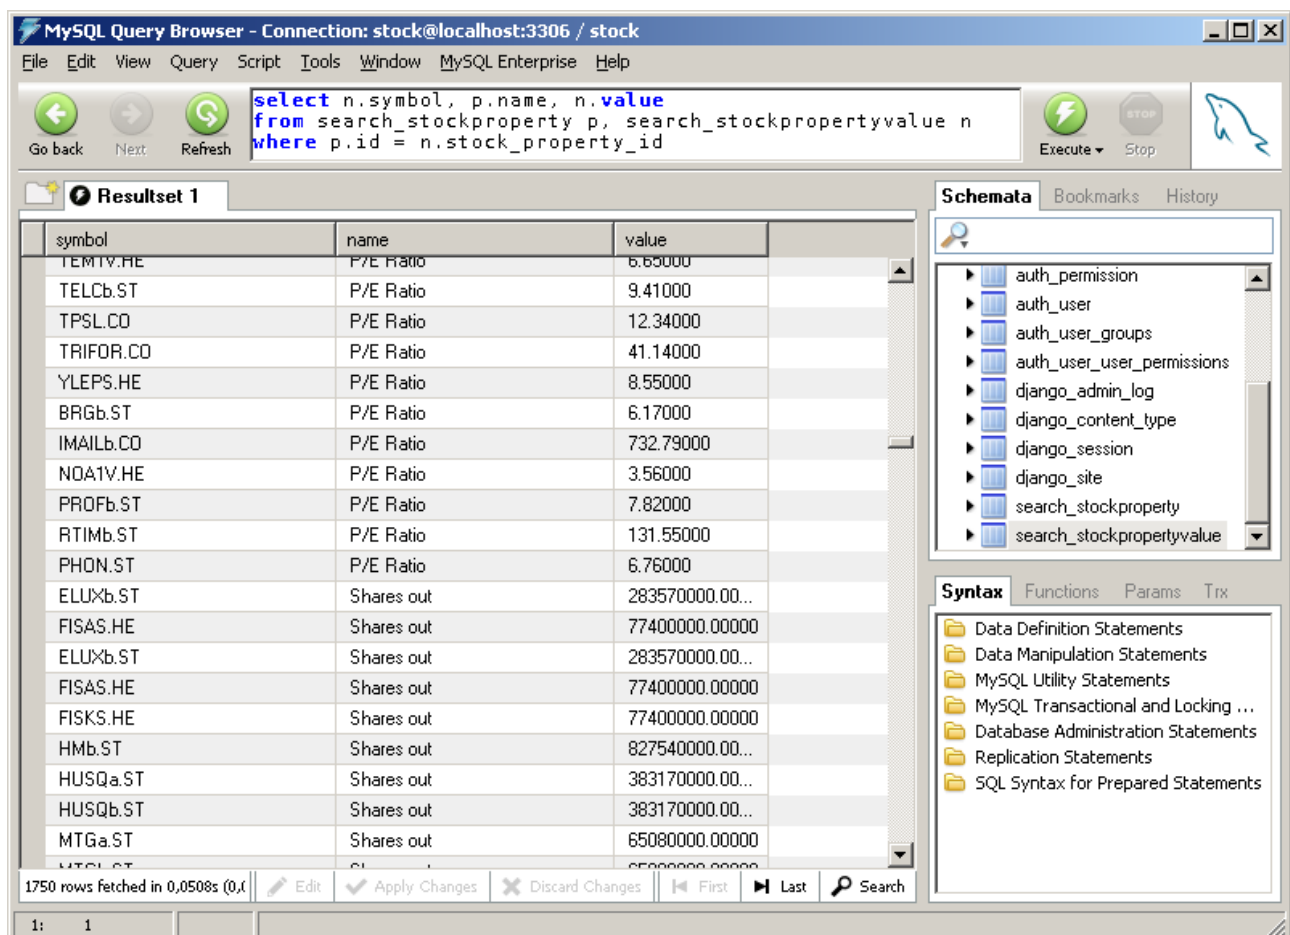 MySQL Query Browser - Connection: stock@localhost:3306 / stock
File Edit View Query Script Tools Window MySQL Enterprise Help
select n.symbol, p.name, n.value
from search_stockproperty p, search_stockpropertyvalue n
where p.id = n.stock_property_id
Go back Next Refresh Execute STOP Stop
Resultset 1
symbol name value
TEM1V.HE P/E Ratio 6.65000
TELCb.ST P/E Ratio 9.41000
TPSL.CO P/E Ratio 12.34000
TRIFOR.CO P/E Ratio 41.14000
YLEPS.HE P/E Ratio 8.55000
BRGb.ST P/E Ratio 6.17000
IMAILb.CO P/E Ratio 732.79000
NOA1V.HE P/E Ratio 3.56000
PROFb.ST P/E Ratio 7.82000
RTIMb.ST P/E Ratio 131.55000
PHON.ST P/E Ratio 6.76000
ELUXb.ST Shares out 283570000.00...
FISAS.HE Shares out 77400000.00000
ELUXb.ST Shares out 283570000.00...
FISAS.HE Shares out 77400000.00000
FISKS.HE Shares out 77400000.00000
HMb.ST Shares out 827540000.00...
HUSQa.ST Shares out 383170000.00...
HUSQb.ST Shares out 383170000.00...
MTGa.ST Shares out 65080000.00000
1750 rows fetched in 0,0508s (0,( Edit Apply Changes Discard Changes First Last Search
1: 1
Schemata Bookmarks History
auth_permission
auth_user
auth_user_groups
auth_user_user_permissions
django_admin_log
django_content_type
django_session
django_site
search_stockproperty
search_stockpropertyvalue
Syntax Functions Params Trx
Data Definition Statements
Data Manipulation Statements
MySQL Utility Statements
MySQL Transactional and Locking ...
Database Administration Statements
Replication Statements
SQL Syntax for Prepared Statements